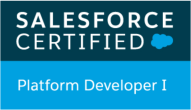 SALESFORCE
CERTIFIED
Platform Developer I